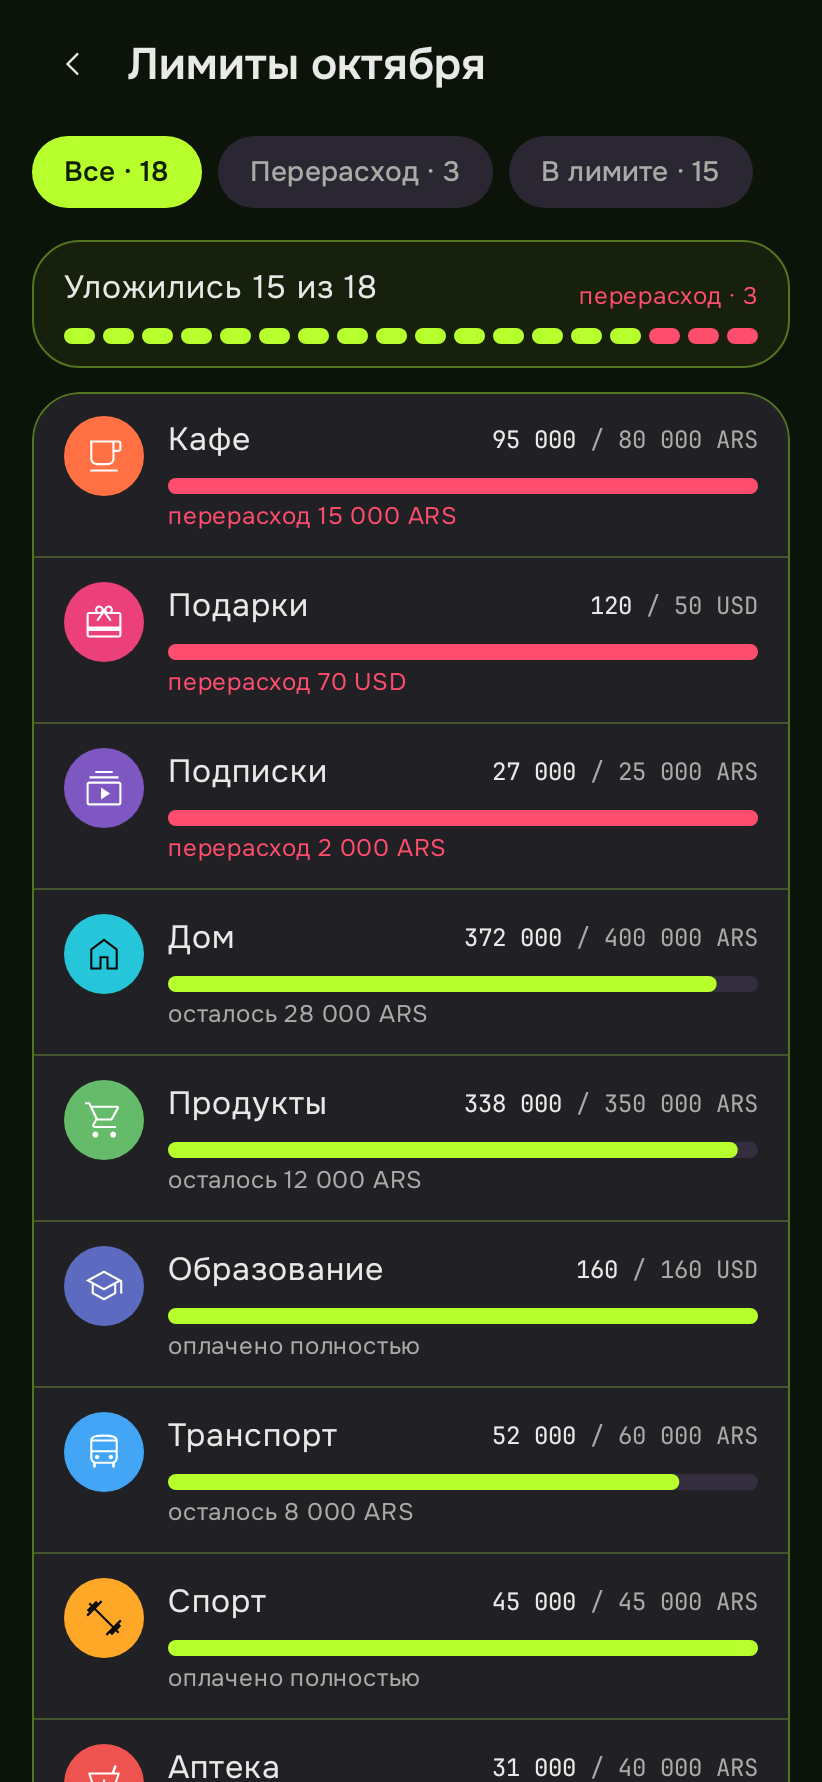 Лимиты октября
Все · 18
Перерасход · 3
В лимите · 15
Уложились 15 из 18
перерасход · 3
Кафе
95 000 / 80 000 ARS
перерасход 15 000 ARS
Подарки
120 / 50 USD
перерасход 70 USD
Подписки
27 000 / 25 000 ARS
перерасход 2 000 ARS
Дом
372 000 / 400 000 ARS
осталось 28 000 ARS
Продукты
338 000 / 350 000 ARS
осталось 12 000 ARS
Образование
160 / 160 USD
оплачено полностью
Транспорт
52 000 / 60 000 ARS
осталось 8 000 ARS
Спорт
45 000 / 45 000 ARS
оплачено полностью
Аптека
31 000 / 40 000 ARS